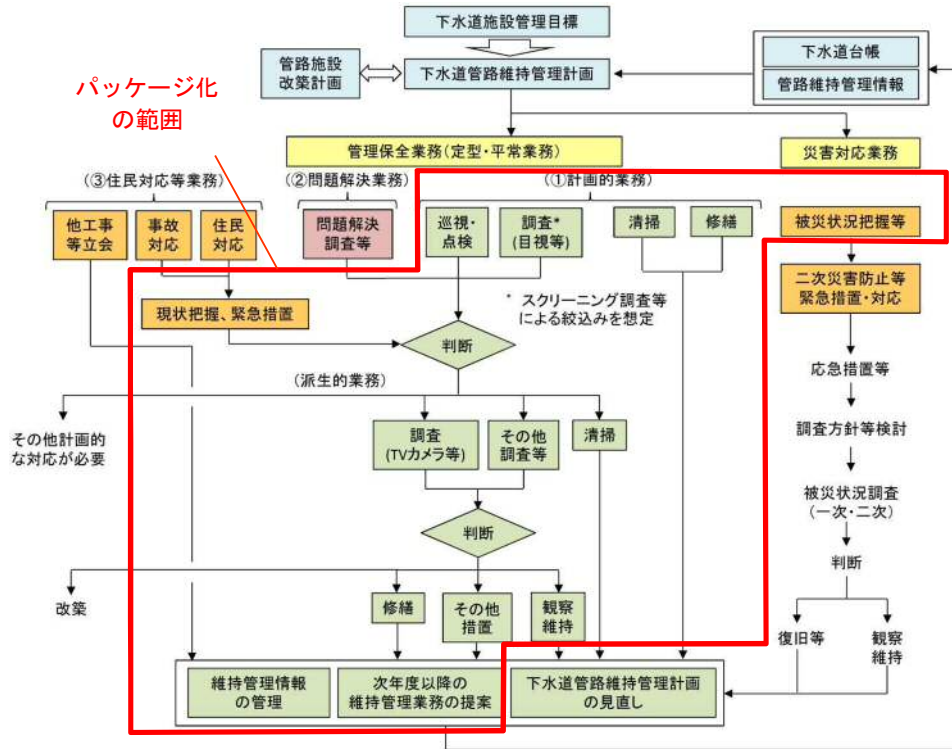 下水道施設管理目標
管路施設
改築計画
下水道管路維持管理計画
下水道台帳
管路維持管理情報
パッケージ化
の範囲
管理保全業務(定型・平常業務)
災害対応業務
(③住民対応等業務)
(②問題解決業務)
(①計画的業務)
他工事
等立会
事故
対応
住民
対応
問題解決
調査等
巡視・
点検
調査*
(目視等)
清掃
修繕
被災状況把握等
現状把握、緊急措置
* スクリーニング調査等
による絞込みを想定
二次災害防止等
緊急措置・対応
判断
応急措置等
(派生的業務)
その他計画的
な対応が必要
調査
(TVカメラ等)
その他
調査等
清掃
調査方針等検討
被災状況調査
(一次・二次)
判断
判断
改築
修繕
その他
措置
観察
維持
復旧等
観察
維持
維持管理情報
の管理
次年度以降の
維持管理業務の提案
下水道管路維持管理計画
の見直し